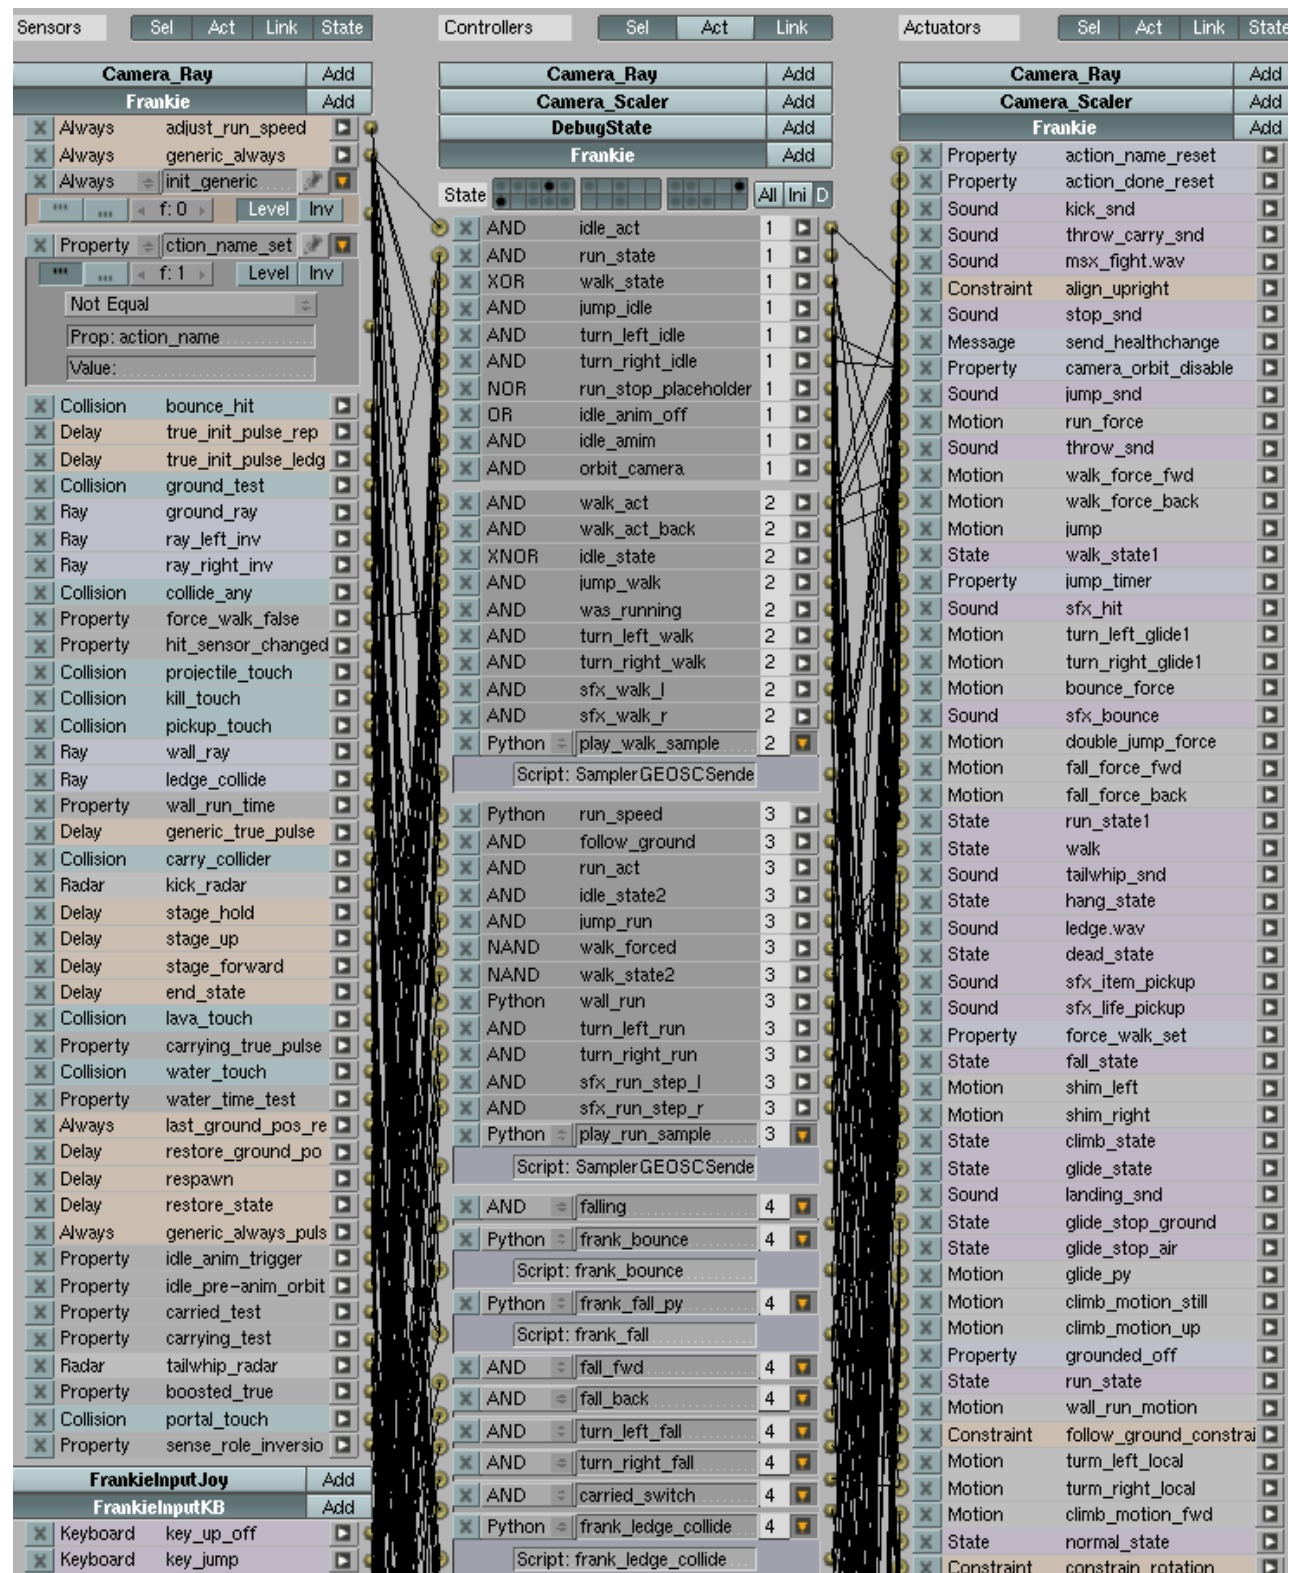 Sensors Sel Act Link State
Camera_Ray Add
Frankie Add
Always adjust_run_speed
Always generic_always
Always init_generic
f: 0 Level Inv
Property ction_name_set
f: 1 Level Inv
Not Equal
Prop: action_name
Value:
Collision bounce_hit
Delay true_init_pulse_rep
Delay true_init_pulse_ledg
Collision ground_test
Ray ground_ray
Ray ray_left_inv
Ray ray_right_inv
Collision collide_any
Property force_walk_false
Property hit_sensor_changed
Collision projectile_touch
Collision kill_touch
Collision pickup_touch
Ray wall_ray
Ray ledge_collide
Property wall_run_time
Delay generic_true_pulse
Collision carry_collider
Radar kick_radar
Delay stage_hold
Delay stage_up
Delay stage_forward
Delay end_state
Collision lava_touch
Property carrying_true_pulse
Collision water_touch
Property water_time_test
Always last_ground_pos_re
Delay restore_ground_po
Delay respawn
Delay restore_state
Always generic_always_puls
Property idle_anim_trigger
Property idle_pre-anim_orbit
Property carried_test
Property carrying_test
Radar tailwhip_radar
Property boosted_true
Collision portal_touch
Property sense_role_inversio
FrankieInputJoy Add
FrankieInputKB Add
Keyboard key_up_off
Keyboard key_jump
Controllers Sel Act Link
Camera_Ray Add
Camera_Scaler Add
DebugState Add
Frankie Add
State All Ini D
AND idle_act 1
AND run_state 1
XOR walk_state 1
AND jump_idle 1
AND turn_left_idle 1
AND turn_right_idle 1
NOR run_stop_placeholder 1
OR idle_anim_off 1
AND idle_amim 1
AND orbit_camera 1
AND walk_act 2
AND walk_act_back 2
XNOR idle_state 2
AND jump_walk 2
AND was_running 2
AND turn_left_walk 2
AND turn_right_walk 2
AND sfx_walk_l 2
AND sfx_walk_r 2
Python play_walk_sample 2
Script: SamplerGEOSCSende
Python run_speed 3
AND follow_ground 3
AND run_act 3
AND idle_state2 3
AND jump_run 3
NAND walk_forced 3
NAND walk_state2 3
Python wall_run 3
AND turn_left_run 3
AND turn_right_run 3
AND sfx_run_step_l 3
AND sfx_run_step_r 3
Python play_run_sample 3
Script: SamplerGEOSCSende
AND falling 4
Python frank_bounce 4
Script: frank_bounce
Python frank_fall_py 4
Script: frank_fall
AND fall_fwd 4
AND fall_back 4
AND turn_left_fall 4
AND turn_right_fall 4
AND carried_switch 4
Python frank_ledge_collide 4
Script: frank_ledge_collide
Actuators Sel Act Link State
Camera_Ray Add
Camera_Scaler Add
Frankie Add
Property action_name_reset
Property action_done_reset
Sound kick_snd
Sound throw_carry_snd
Sound msx_fight.wav
Constraint align_upright
Sound stop_snd
Message send_healthchange
Property camera_orbit_disable
Sound jump_snd
Motion run_force
Sound throw_snd
Motion walk_force_fwd
Motion walk_force_back
Motion jump
State walk_state1
Property jump_timer
Sound sfx_hit
Motion turn_left_glide1
Motion turn_right_glide1
Motion bounce_force
Sound sfx_bounce
Motion double_jump_force
Motion fall_force_fwd
Motion fall_force_back
State run_state1
State walk
Sound tailwhip_snd
State hang_state
Sound ledge.wav
State dead_state
Sound sfx_item_pickup
Sound sfx_life_pickup
Property force_walk_set
State fall_state
Motion shim_left
Motion shim_right
State climb_state
State glide_state
Sound landing_snd
State glide_stop_ground
State glide_stop_air
Motion glide_py
Motion climb_motion_still
Motion climb_motion_up
Property grounded_off
State run_state
Motion wall_run_motion
Constraint follow_ground_constrai
Motion turm_left_local
Motion turm_right_local
Motion climb_motion_fwd
State normal_state
Constraint constrain_rotation